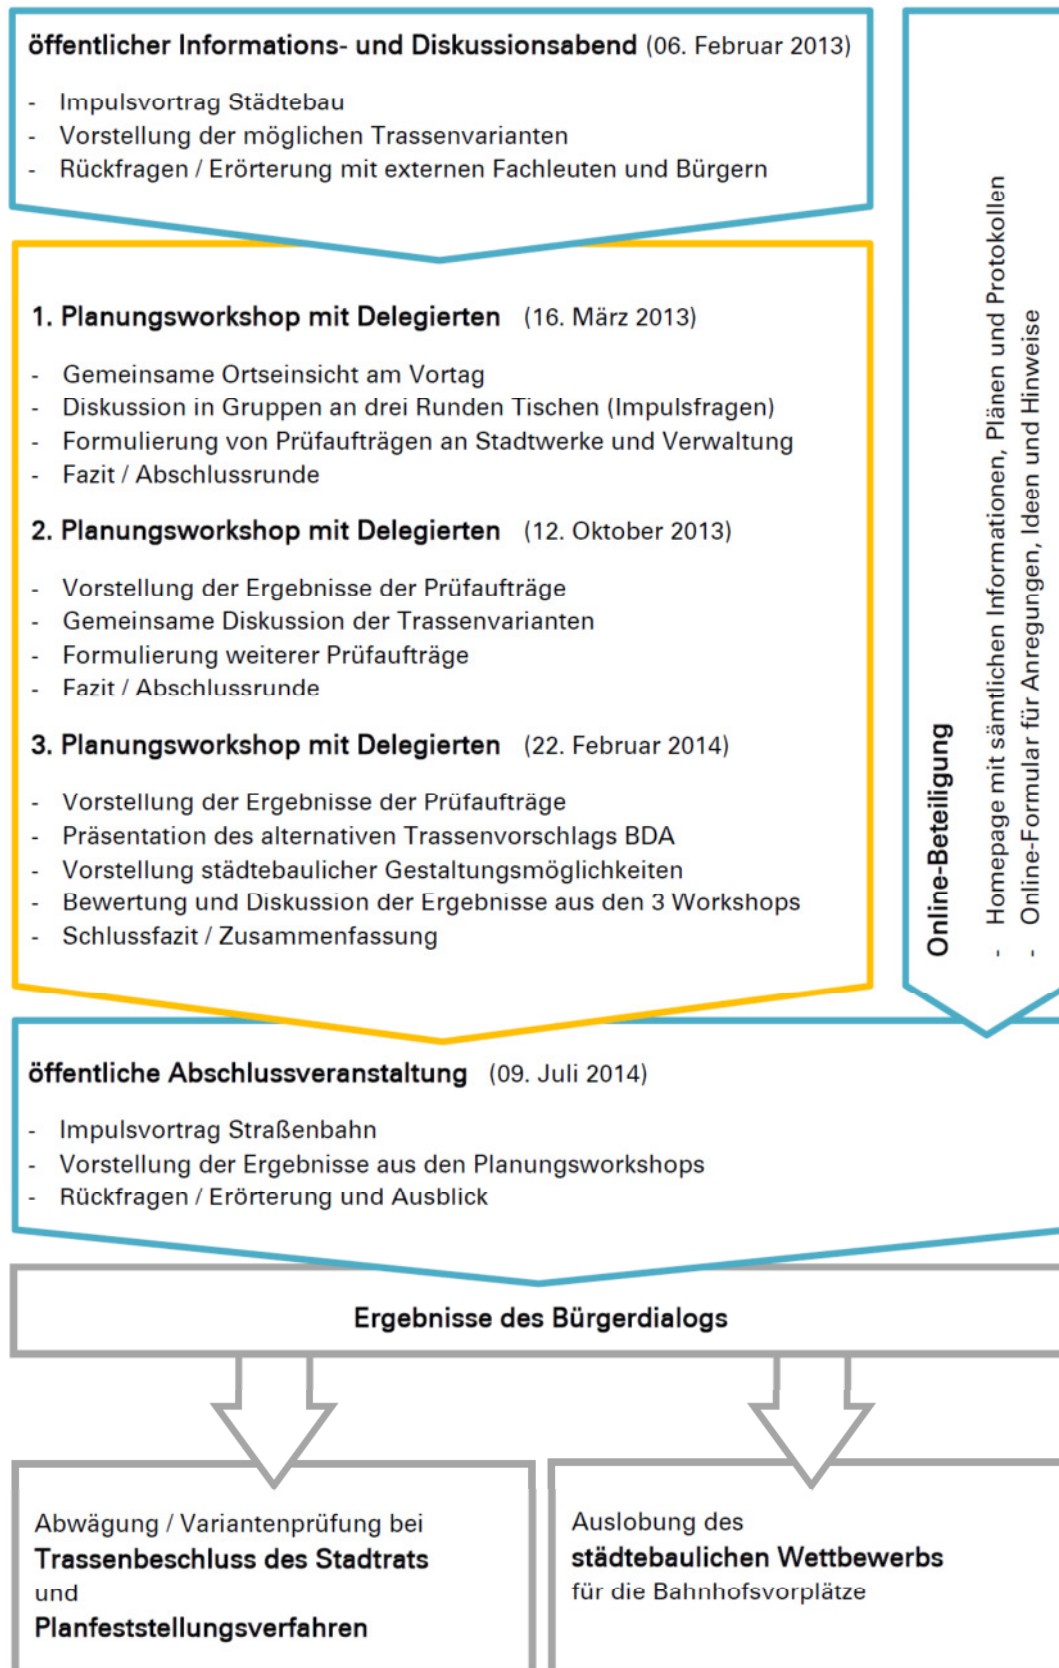 öffentlicher Informations- und Diskussionsabend (06. Februar 2013)
- Impulsvortrag Städtebau
- Vorstellung der möglichen Trassenvarianten
- Rückfragen / Erörterung mit externen Fachleuten und Bürgern
1. Planungsworkshop mit Delegierten (16. März 2013)
- Gemeinsame Ortseinsicht am Vortag
- Diskussion in Gruppen an drei Runden Tischen (Impulsfragen)
- Formulierung von Prüfaufträgen an Stadtwerke und Verwaltung
- Fazit / Abschlussrunde
2. Planungsworkshop mit Delegierten (12. Oktober 2013)
- Vorstellung der Ergebnisse der Prüfaufträge
- Gemeinsame Diskussion der Trassenvarianten
- Formulierung weiterer Prüfaufträge
- Fazit / Abschlussrunde
3. Planungsworkshop mit Delegierten (22. Februar 2014)
- Vorstellung der Ergebnisse der Prüfaufträge
- Präsentation des alternativen Trassenvorschlags BDA
- Vorstellung städtebaulicher Gestaltungsmöglichkeiten
- Bewertung und Diskussion der Ergebnisse aus den 3 Workshops
- Schlussfazit / Zusammenfassung
Online-Beteiligung
- Homepage mit sämtlichen Informationen, Plänen und Protokollen
- Online-Formular für Anregungen, Ideen und Hinweise
öffentliche Abschlussveranstaltung (09. Juli 2014)
- Impulsvortrag Straßenbahn
- Vorstellung der Ergebnisse aus den Planungsworkshops
- Rückfragen / Erörterung und Ausblick
Ergebnisse des Bürgerdialogs
Abwägung / Variantenprüfung bei
Trassenbeschluss des Stadtrats
und
Planfeststellungsverfahren
Auslobung des
städtebaulichen Wettbewerbs
für die Bahnhofsvorplätze